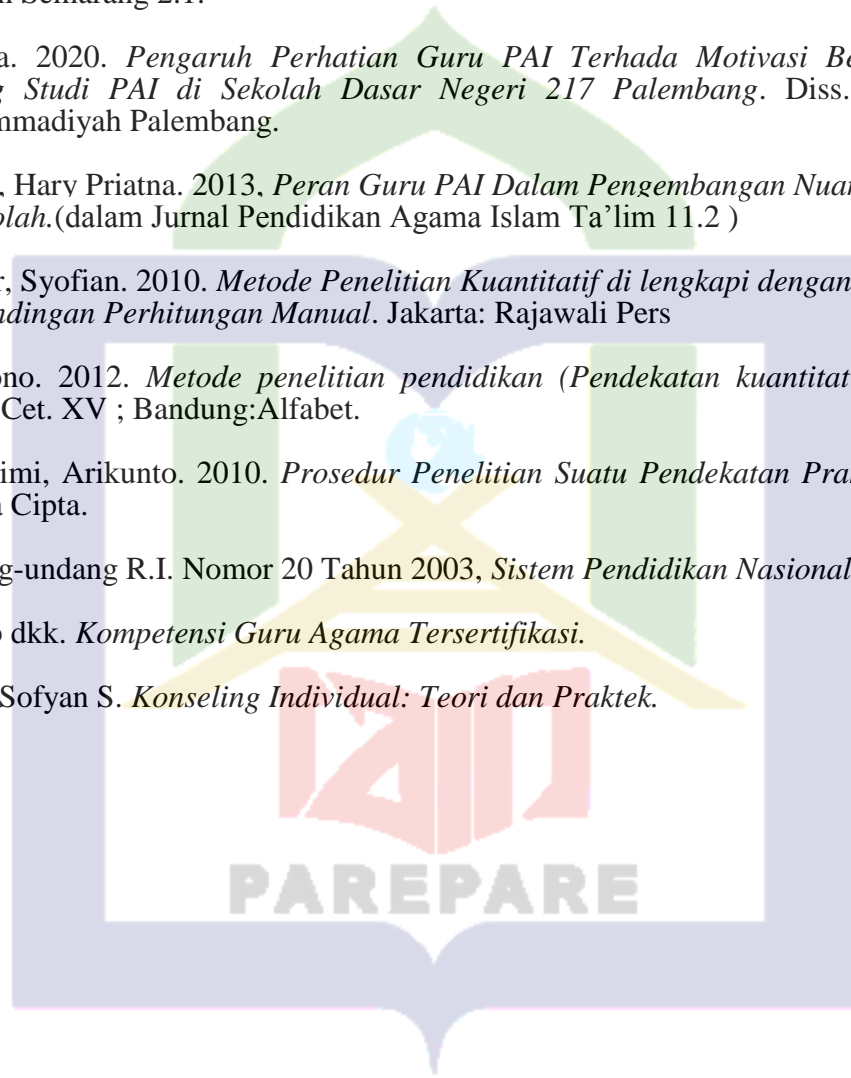 n Semarang 2.1.
a. 2020. Pengaruh Perhatian Guru PAI Terhada Motivasi Be
g Studi PAI di Sekolah Dasar Negeri 217 Palembang. Diss.
mmadiyah Palembang.
, Hary Priatna. 2013, Peran Guru PAI Dalam Pengembangan Nuan
olah.(dalam Jurnal Pendidikan Agama Islam Ta’lim 11.2 )
r, Syofian. 2010. Metode Penelitian Kuantitatif di lengkapi dengan
ndingan Perhitungan Manual. Jakarta: Rajawali Pers
ono. 2012. Metode penelitian pendidikan (Pendekatan kuantitat
Cet. XV ; Bandung:Alfabet.
imi, Arikunto. 2010. Prosedur Penelitian Suatu Pendekatan Pra
a Cipta.
g-undang R.I. Nomor 20 Tahun 2003, Sistem Pendidikan Nasional
o dkk. Kompetensi Guru Agama Tersertifikasi.
Sofyan S. Konseling Individual: Teori dan Praktek.
PAREPARE